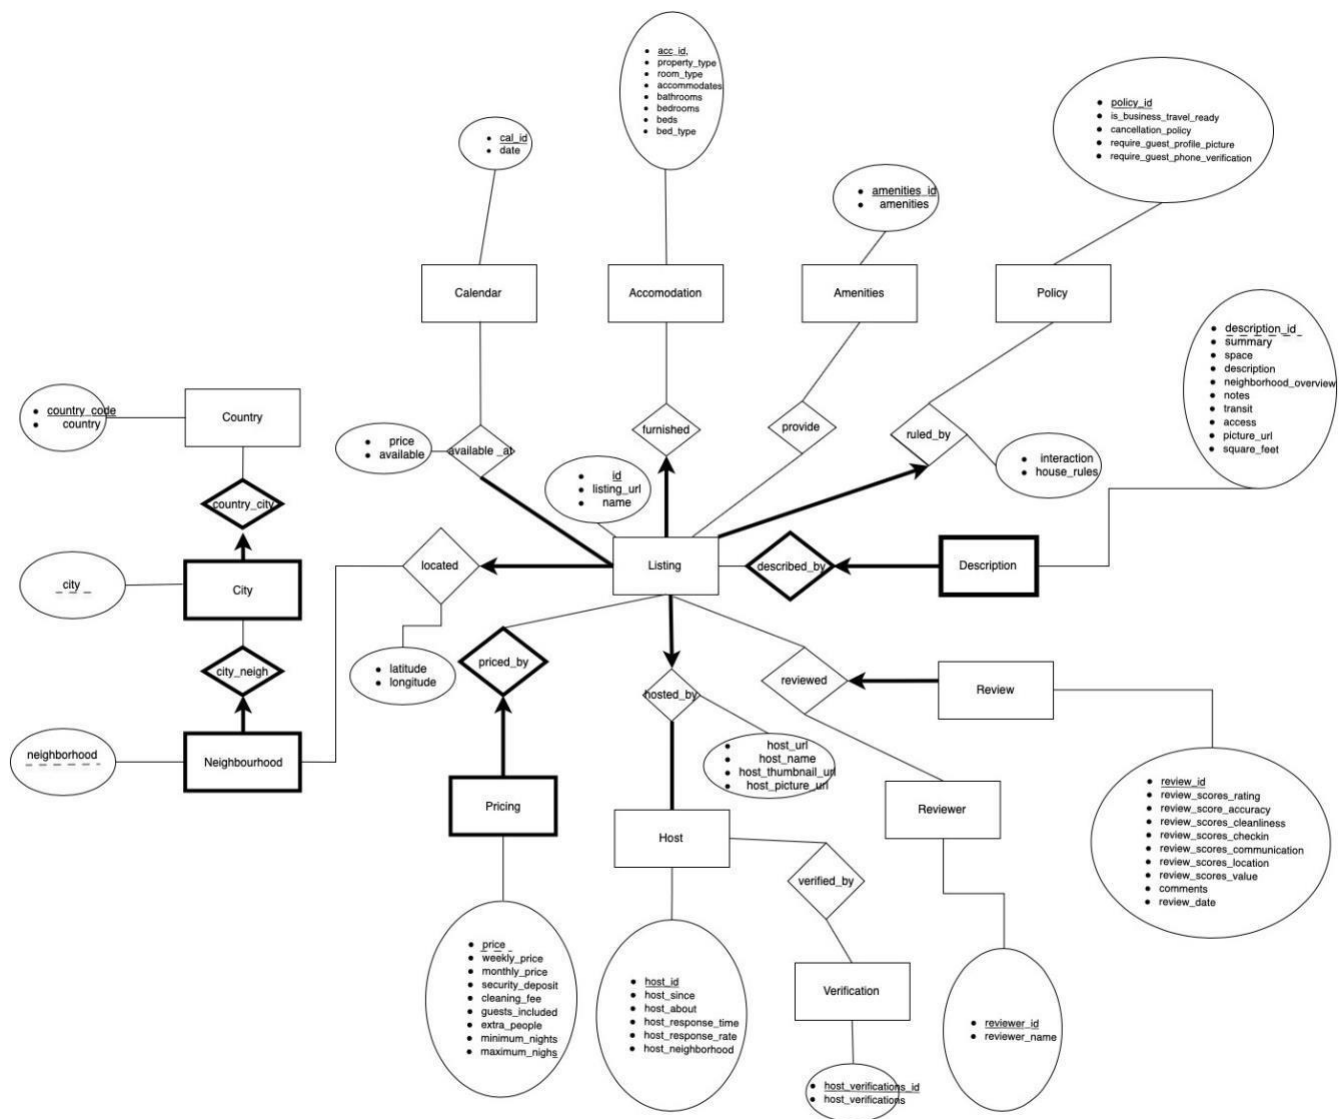 acc_id,
property_type
room_type
accommodates
bathrooms
bedrooms
beds
bed_type
policy_id
is_business_travel_ready
cancellation_policy
require_guest_profile_picture
require_guest_phone_verification
cal_id
date
amenities_id
amenities
Calendar
Accomodation
Amenities
Policy
description_id
summary
space
description
neighborhood_overview
notes
transit
access
picture_url
square_feet
country_code
country
Country
price
available
available _at
furnished
provide
ruled_by
interaction
house_rules
id
listing_url
name
country_city
city
City
located
Listing
described_by
Description
city_neigh
latitude
longitude
priced_by
hosted_by
reviewed
Review
neighborhood
Neighbourhood
host_url
host_name
host_thumbnail_url
host_picture_url
Pricing
Host
Reviewer
review_id
review_scores_rating
review_score_accuracy
review_scores_cleanliness
review_scores_checkin
review_scores_communication
review_scores_location
review_scores_value
comments
review_date
verified_by
price
weekly_price
monthly_price
security_deposit
cleaning_fee
guests_included
extra_people
minimum_nights
maximum_nighs
host_id
host_since
host_about
host_response_time
host_response_rate
host_neighborhood
Verification
reviewer_id
reviewer_name
host_verifications_id
host_verifications